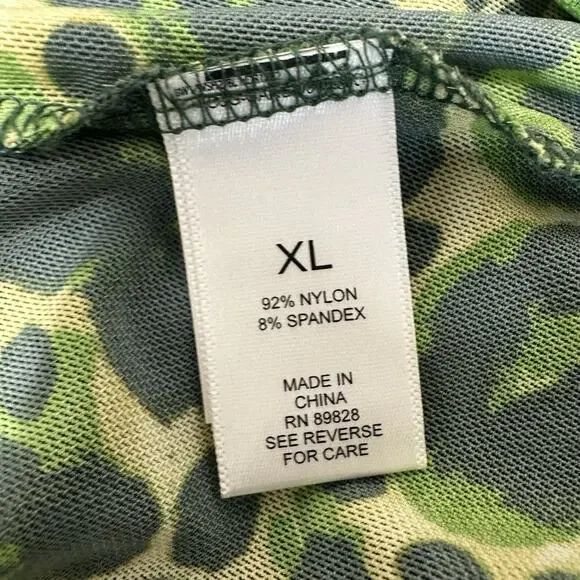 XL
92% NYLON
8% SPANDEX
MADE IN
CHINA
RN 89828
SEE REVERSE
FOR CARE